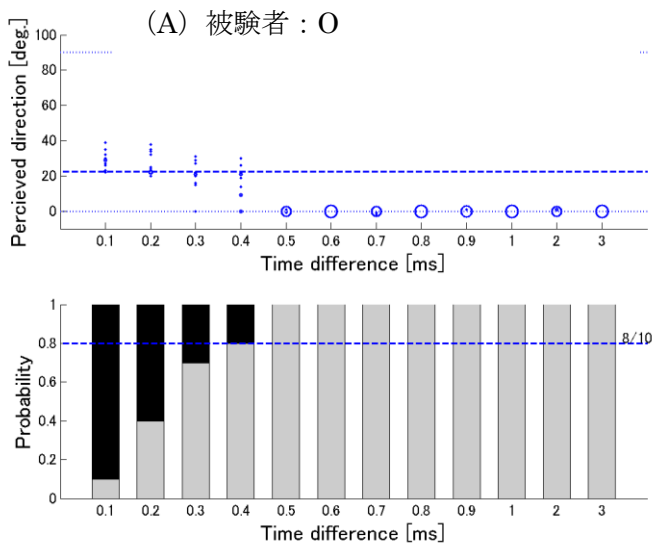 (A) 被験者：O
Percieved direction [deg.]
100
80
60
40
20
0
0.1 0.2 0.3 0.4 0.5 0.6 0.7 0.8 0.9 1 2 3
Time difference [ms]
Probability
1
0.8
0.6
0.4
0.2
0
8/10
0.1 0.2 0.3 0.4 0.5 0.6 0.7 0.8 0.9 1 2 3
Time difference [ms]